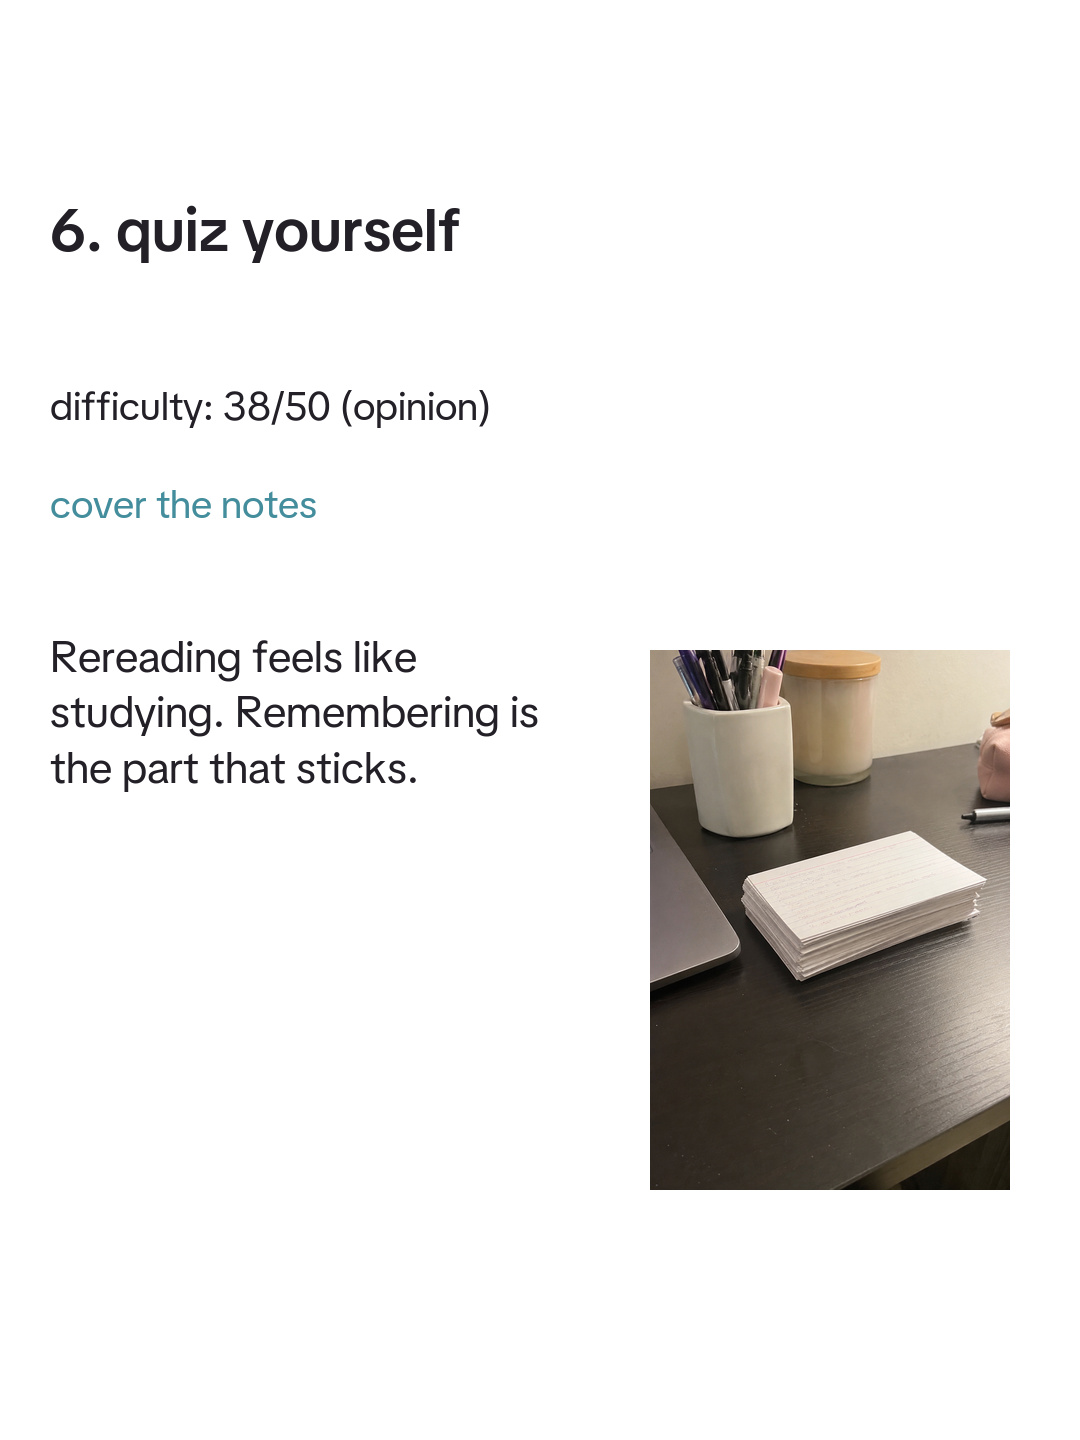 6. quiz yourself
difficulty: 38/50 (opinion)
cover the notes
Rereading feels like
studying. Remembering is
the part that sticks.